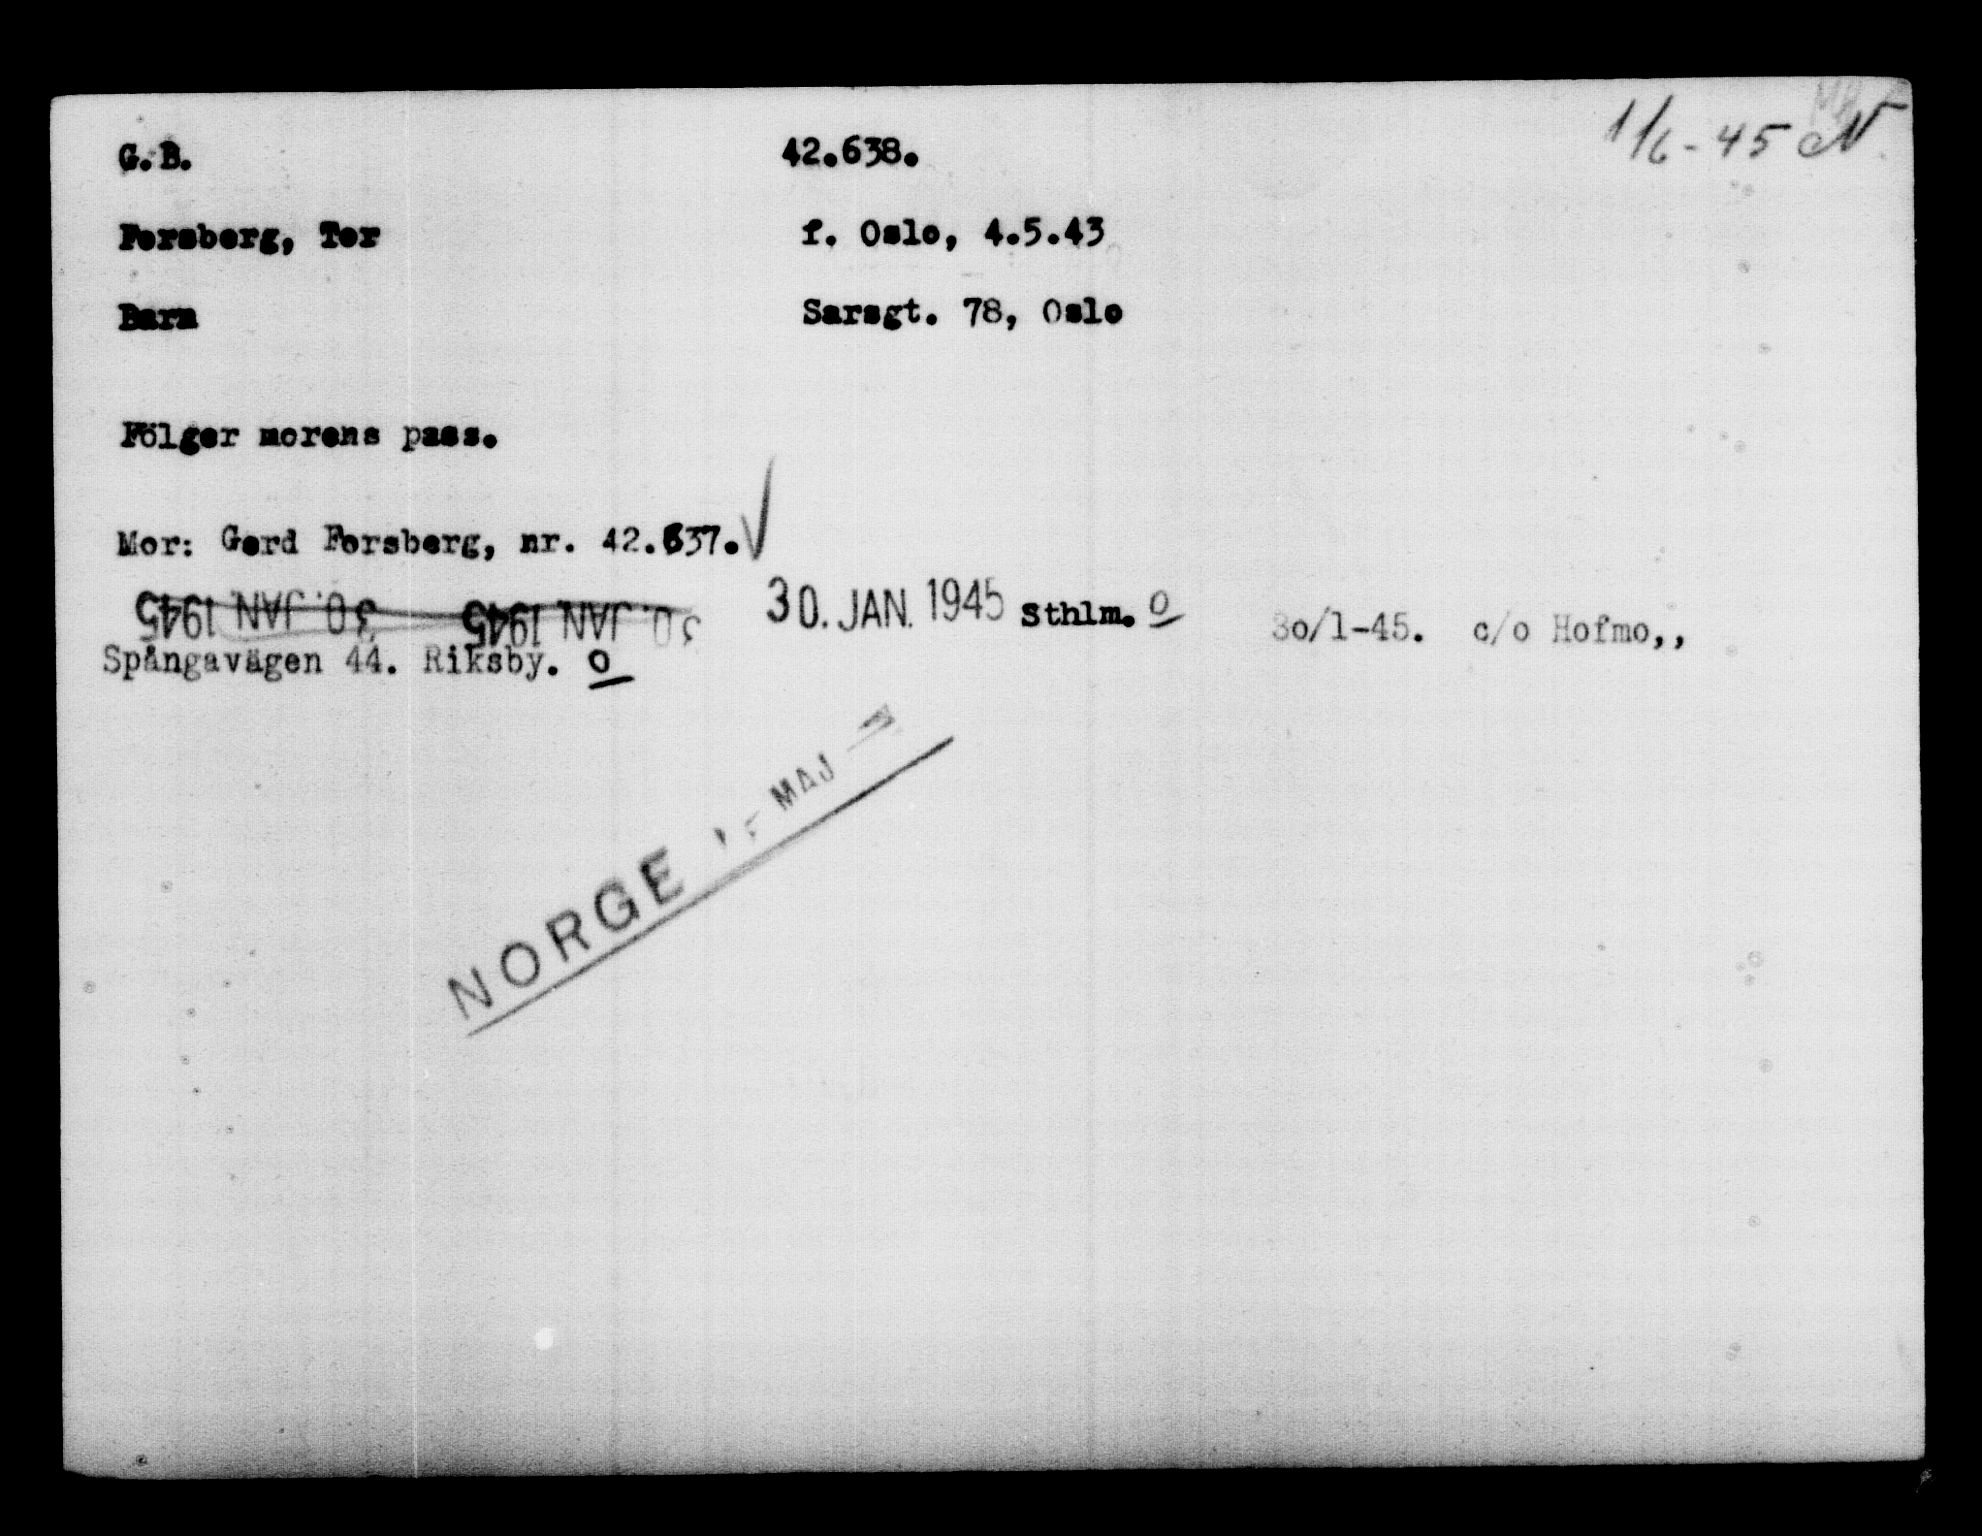 1/6-45 N
G.B. 42.638.
Forsberg, Tor f. Oslo, 4.5.43
Barn Sarsgt. 78, Oslo
Fölger morens pass.
Mor: Gerd Forsberg, nr. 42.637.
30. JAN. 1945 30. JAN. 1945 30. JAN. 1945 Sthlm. o 3o/1-45. c/o Hofmo,,
Spångavägen 44. Riksby. o
NORGE MAJ